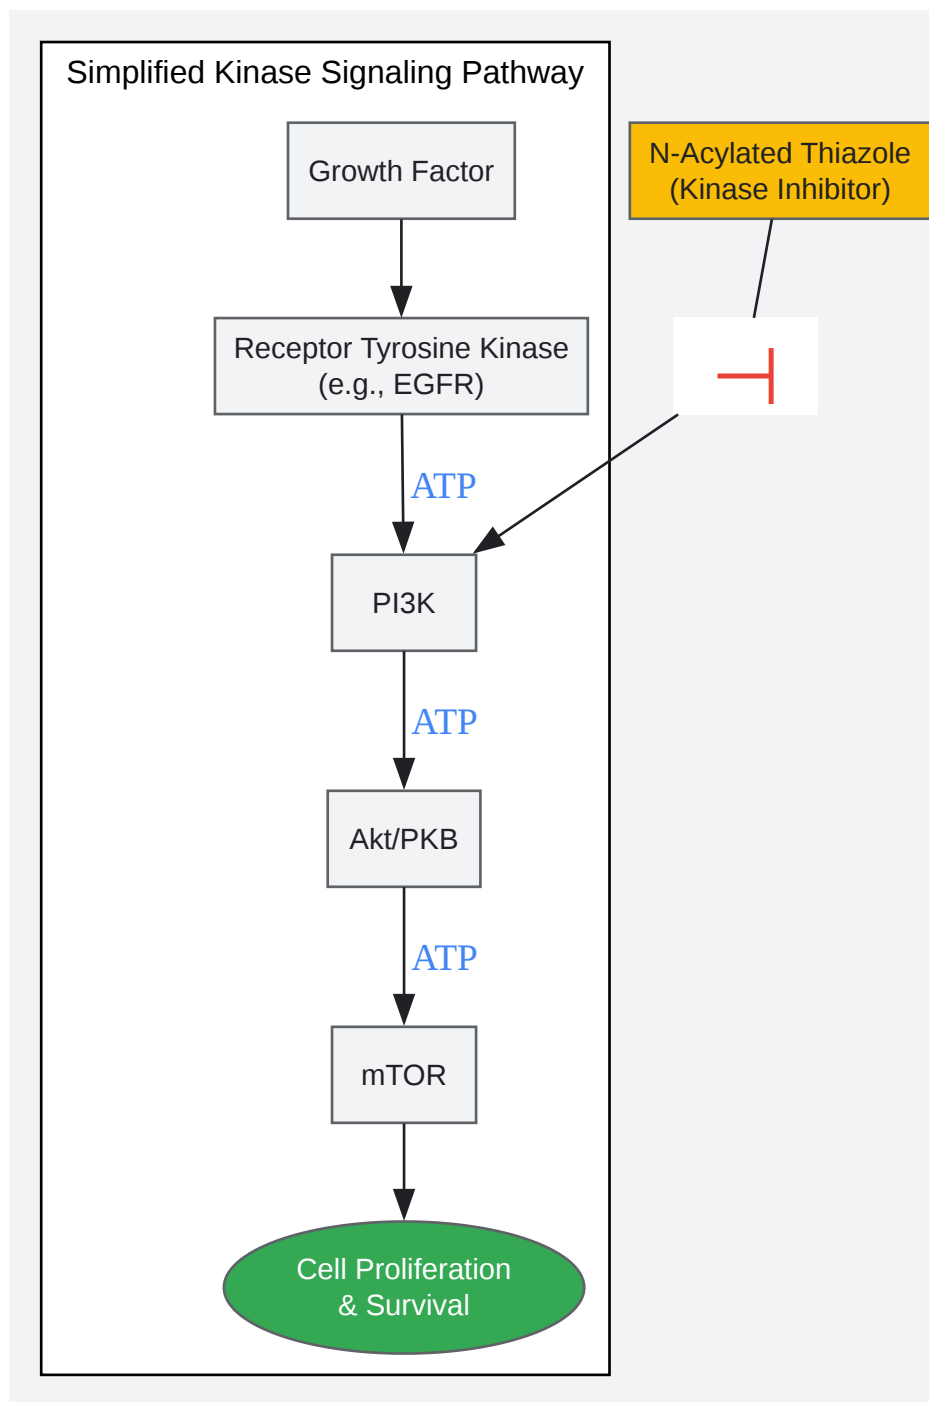 Simplified Kinase Signaling Pathway
Growth Factor
N-Acylated Thiazole
(Kinase Inhibitor)
Receptor Tyrosine Kinase
(e.g., EGFR)
ATP
PI3K
ATP
Akt/PKB
ATP
mTOR
Cell Proliferation
& Survival